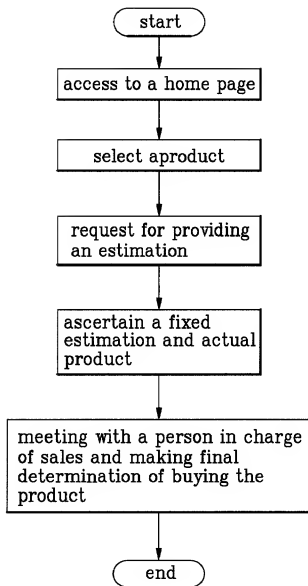 start
access to a home page
select aproduct
request for providing
an estimation
ascertain a fixed
estimation and actual
product
meeting with a person in charge
of sales and making final
determination of buying the
product
end